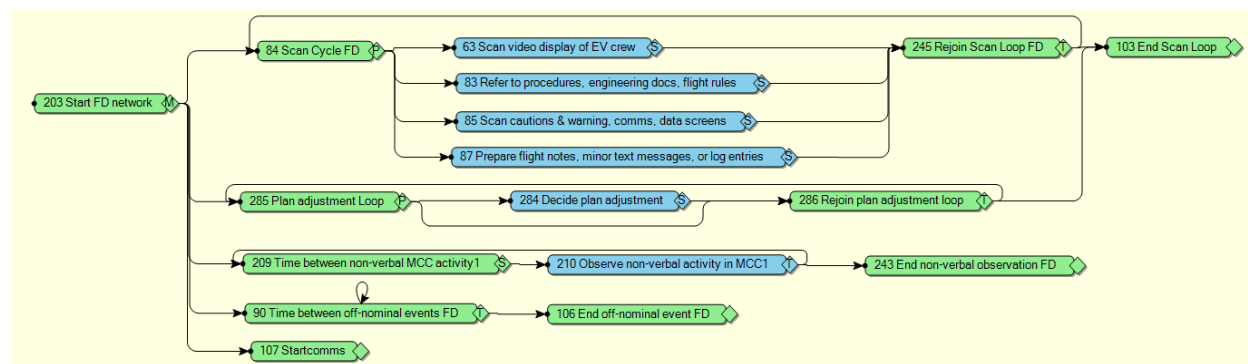 84 Scan Cycle FD P
63 Scan video display of EV crew S
245 Rejoin Scan Loop FD T
103 End Scan Loop
83 Refer to procedures, engineering docs, flight rules S
203 Start FD network M
85 Scan cautions & warning, comms, data screens S
87 Prepare flight notes, minor text messages, or log entries S
285 Plan adjustment Loop P
284 Decide plan adjustment S
286 Rejoin plan adjustment loop T
209 Time between non-verbal MCC activity1 S
210 Observe non-verbal activity in MCC1 T
243 End non-verbal observation FD
90 Time between off-nominal events FD T
106 End off-nominal event FD
107 Startcomms